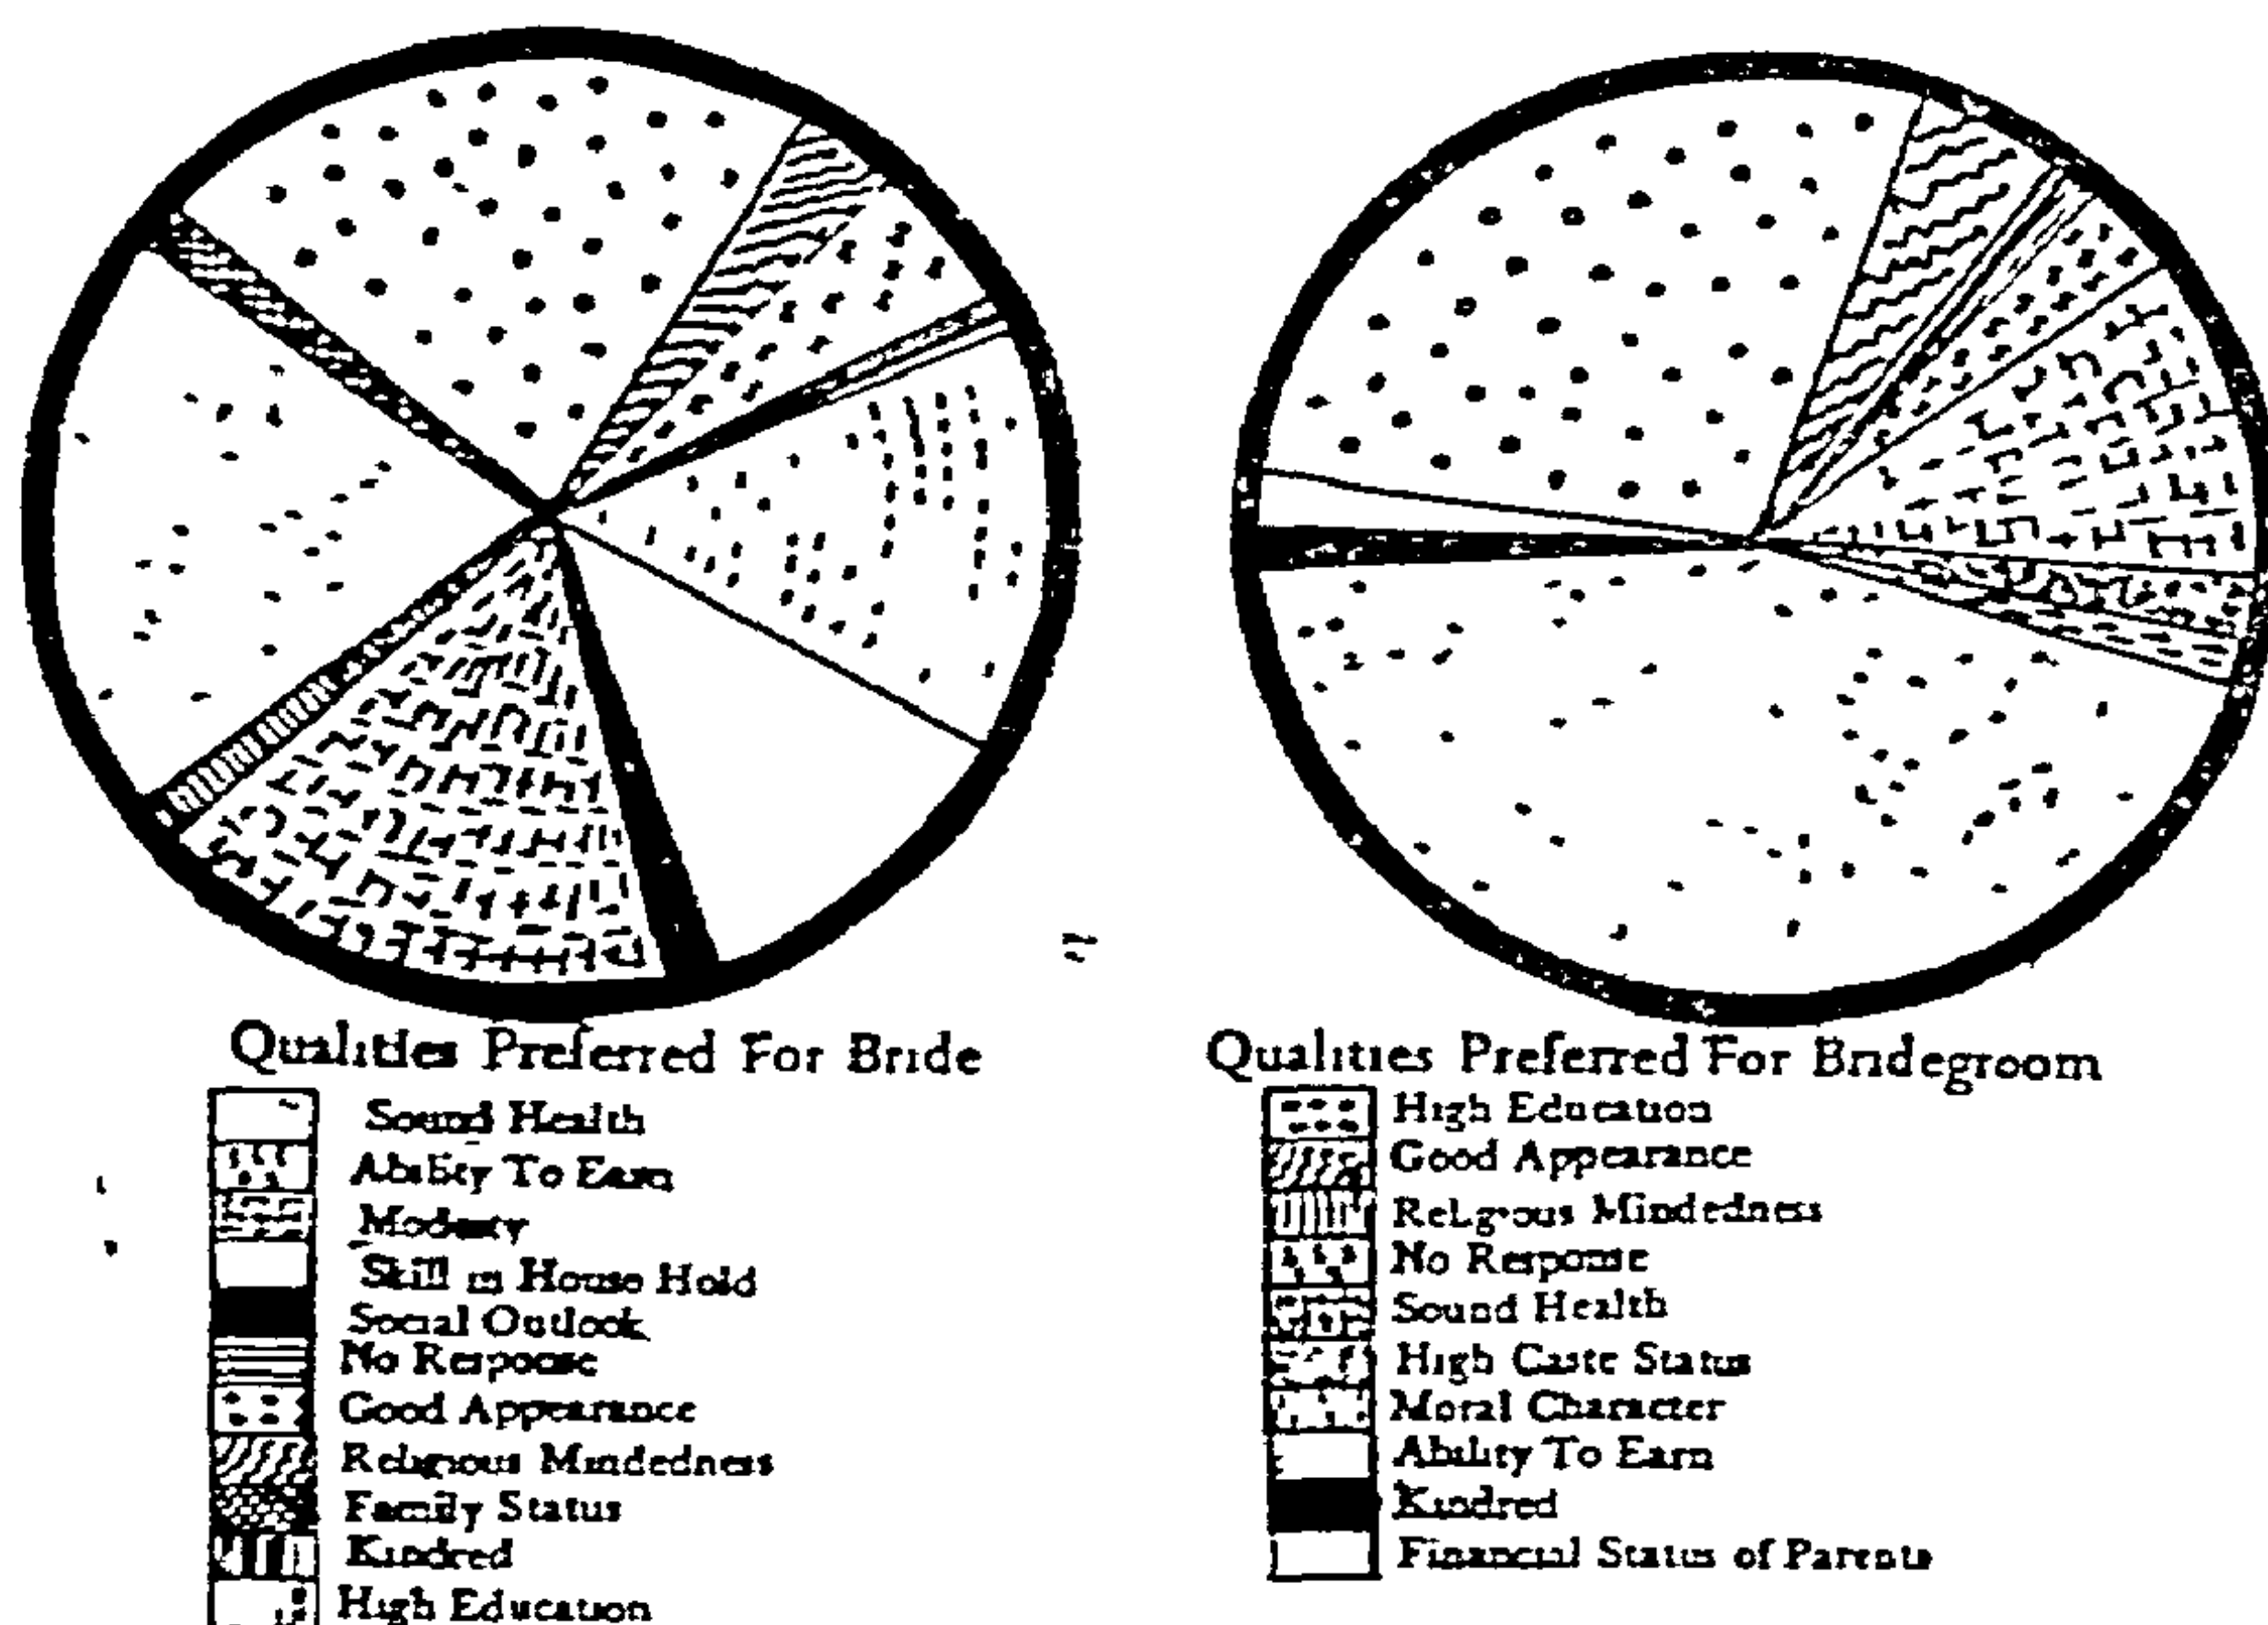 Qualities Preferred For Bride
Sound Health
Ability To Earn
Modesty
Skill in House Hold
Social Outlook
No Response
Good Appearance
Religious Mindedness
Family Status
Kindred
High Education
Qualities Preferred For Bridegroom
High Education
Good Appearance
Religious Mindedness
No Response
Sound Health
High Caste Status
Moral Character
Ability To Earn
Kindred
Financial Status of Parents